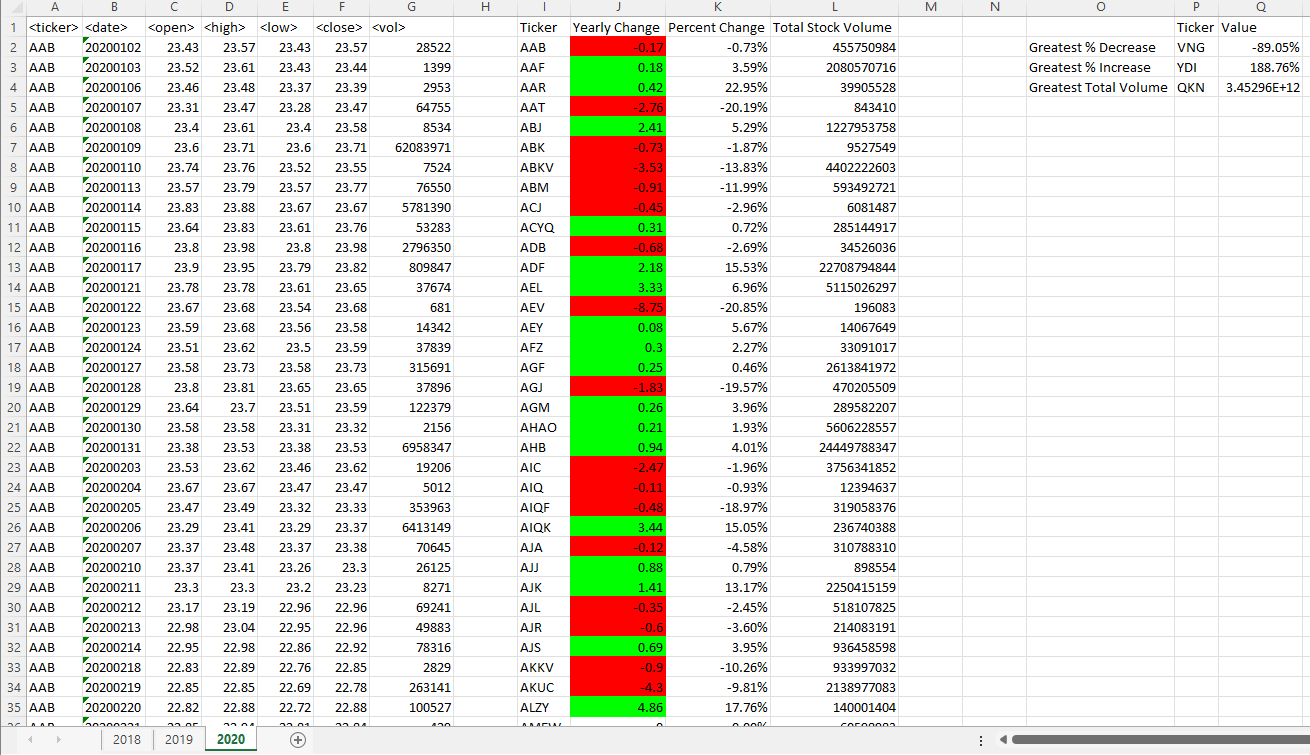 A B C D E F G H I J K L M N O P Q
1 <ticker> <date> <open> <high> <low> <close> <vol> Ticker Yearly Change Percent Change Total Stock Volume Ticker Value
2 AAB 20200102 23.43 23.57 23.43 23.57 28522 AAB -0.17 -0.73% 455750984 Greatest % Decrease VNG -89.05%
3 AAB 20200103 23.52 23.61 23.43 23.44 1399 AAF 0.18 3.59% 2080570716 Greatest % Increase YDI 188.76%
4 AAB 20200106 23.46 23.48 23.37 23.39 2953 AAR 0.42 22.95% 39905528 Greatest Total Volume QKN 3.45296E+12
5 AAB 20200107 23.31 23.47 23.28 23.47 64755 AAT -2.76 -20.19% 843410
6 AAB 20200108 23.4 23.61 23.4 23.58 8534 ABJ 2.41 5.29% 1227953758
7 AAB 20200109 23.6 23.71 23.6 23.71 62083971 ABK -0.73 -1.87% 9527549
8 AAB 20200110 23.74 23.76 23.52 23.55 7524 ABKV -3.53 -13.83% 4402222603
9 AAB 20200113 23.57 23.79 23.57 23.77 76550 ABM -0.91 -11.99% 593492721
10 AAB 20200114 23.83 23.88 23.67 23.67 5781390 ACJ -0.45 -2.96% 6081487
11 AAB 20200115 23.64 23.83 23.61 23.76 53283 ACYQ 0.31 0.72% 285144917
12 AAB 20200116 23.8 23.98 23.8 23.98 2796350 ADB -0.68 -2.69% 34526036
13 AAB 20200117 23.9 23.95 23.79 23.82 809847 ADF 2.18 15.53% 22708794844
14 AAB 20200121 23.78 23.78 23.61 23.65 37674 AEL 3.33 6.96% 5115026297
15 AAB 20200122 23.67 23.68 23.54 23.68 681 AEV -8.75 -20.85% 196083
16 AAB 20200123 23.59 23.68 23.56 23.58 14342 AEY 0.08 5.67% 14067649
17 AAB 20200124 23.51 23.62 23.5 23.59 37839 AFZ 0.3 2.27% 33091017
18 AAB 20200127 23.58 23.73 23.58 23.73 315691 AGF 0.25 0.46% 2613841972
19 AAB 20200128 23.8 23.81 23.65 23.65 37896 AGJ -1.83 -19.57% 470205509
20 AAB 20200129 23.64 23.7 23.51 23.59 122379 AGM 0.26 3.96% 289582207
21 AAB 20200130 23.58 23.58 23.31 23.32 2156 AHAO 0.21 1.93% 5606228557
22 AAB 20200131 23.38 23.53 23.38 23.53 6958347 AHB 0.94 4.01% 24449788347
23 AAB 20200203 23.53 23.62 23.46 23.62 19206 AIC -2.47 -1.96% 3756341852
24 AAB 20200204 23.67 23.67 23.47 23.47 5012 AIQ -0.11 -0.93% 12394637
25 AAB 20200205 23.47 23.49 23.32 23.33 353963 AIQF -0.48 -18.97% 319058376
26 AAB 20200206 23.29 23.41 23.29 23.37 6413149 AIQK 3.44 15.05% 236740388
27 AAB 20200207 23.37 23.48 23.37 23.38 70645 AJA -0.12 -4.58% 310788310
28 AAB 20200210 23.37 23.41 23.26 23.3 26125 AJJ 0.88 0.79% 898554
29 AAB 20200211 23.3 23.3 23.2 23.23 8271 AJK 1.41 13.17% 2250415159
30 AAB 20200212 23.17 23.19 22.96 22.96 69241 AJL -0.35 -2.45% 518107825
31 AAB 20200213 22.98 23.04 22.95 22.96 49883 AJR -0.6 -3.60% 214083191
32 AAB 20200214 22.95 22.98 22.86 22.92 78316 AJS 0.69 3.95% 936458598
33 AAB 20200218 22.83 22.89 22.76 22.85 2829 AKKV -0.9 -10.26% 933997032
34 AAB 20200219 22.85 22.85 22.69 22.78 263141 AKUC -4.3 -9.81% 2138977083
35 AAB 20200220 22.82 22.88 22.72 22.88 100527 ALZY 4.86 17.76% 140001404
2018 2019 2020